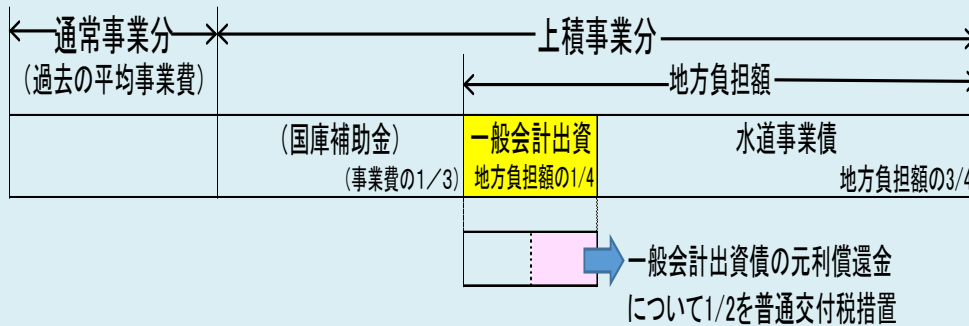 通常事業分
(過去の平均事業費)
上積事業分
地方負担額
(国庫補助金)
(事業費の1/3)
一般会計出資
地方負担額の1/4
水道事業債
地方負担額の3/4
一般会計出資債の元利償還金
について1/2を普通交付税措置